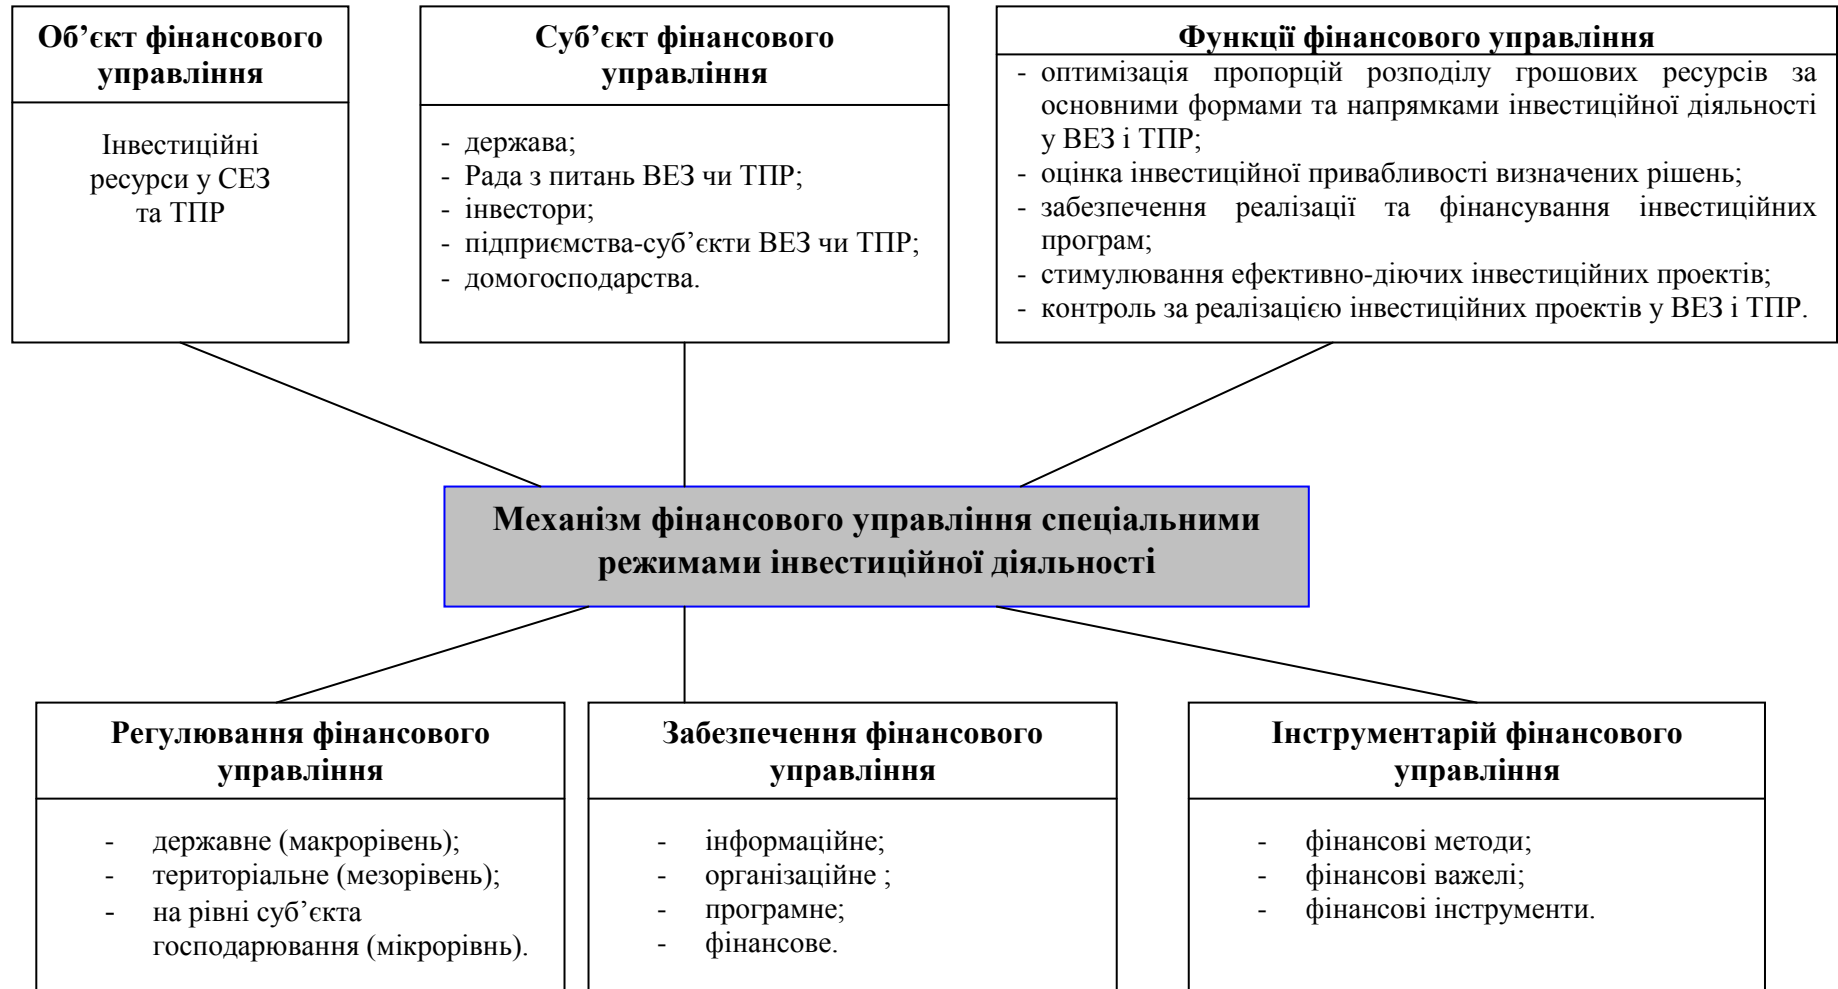 Об’єкт фінансового
управління
Інвестиційні
ресурси у СЕЗ
та ТПР
Суб’єкт фінансового
управління
- держава;
- Рада з питань ВЕЗ чи ТПР;
- інвестори;
- підприємства-суб’єкти ВЕЗ чи ТПР;
- домогосподарства.
Функції фінансового управління
- оптимізація пропорцій розподілу грошових ресурсів за
основними формами та напрямками інвестиційної діяльності
у ВЕЗ і ТПР;
- оцінка інвестиційної привабливості визначених рішень;
- забезпечення реалізації та фінансування інвестиційних
програм;
- стимулювання ефективно-діючих інвестиційних проектів;
- контроль за реалізацією інвестиційних проектів у ВЕЗ і ТПР.
Механізм фінансового управління спеціальними
режимами інвестиційної діяльності
Регулювання фінансового
управління
- державне (макрорівень);
- територіальне (мезорівень);
- на рівні суб’єкта
господарювання (мікрорівнь).
Забезпечення фінансового
управління
- інформаційне;
- організаційне ;
- програмне;
- фінансове.
Інструментарій фінансового
управління
- фінансові методи;
- фінансові важелі;
- фінансові інструменти.